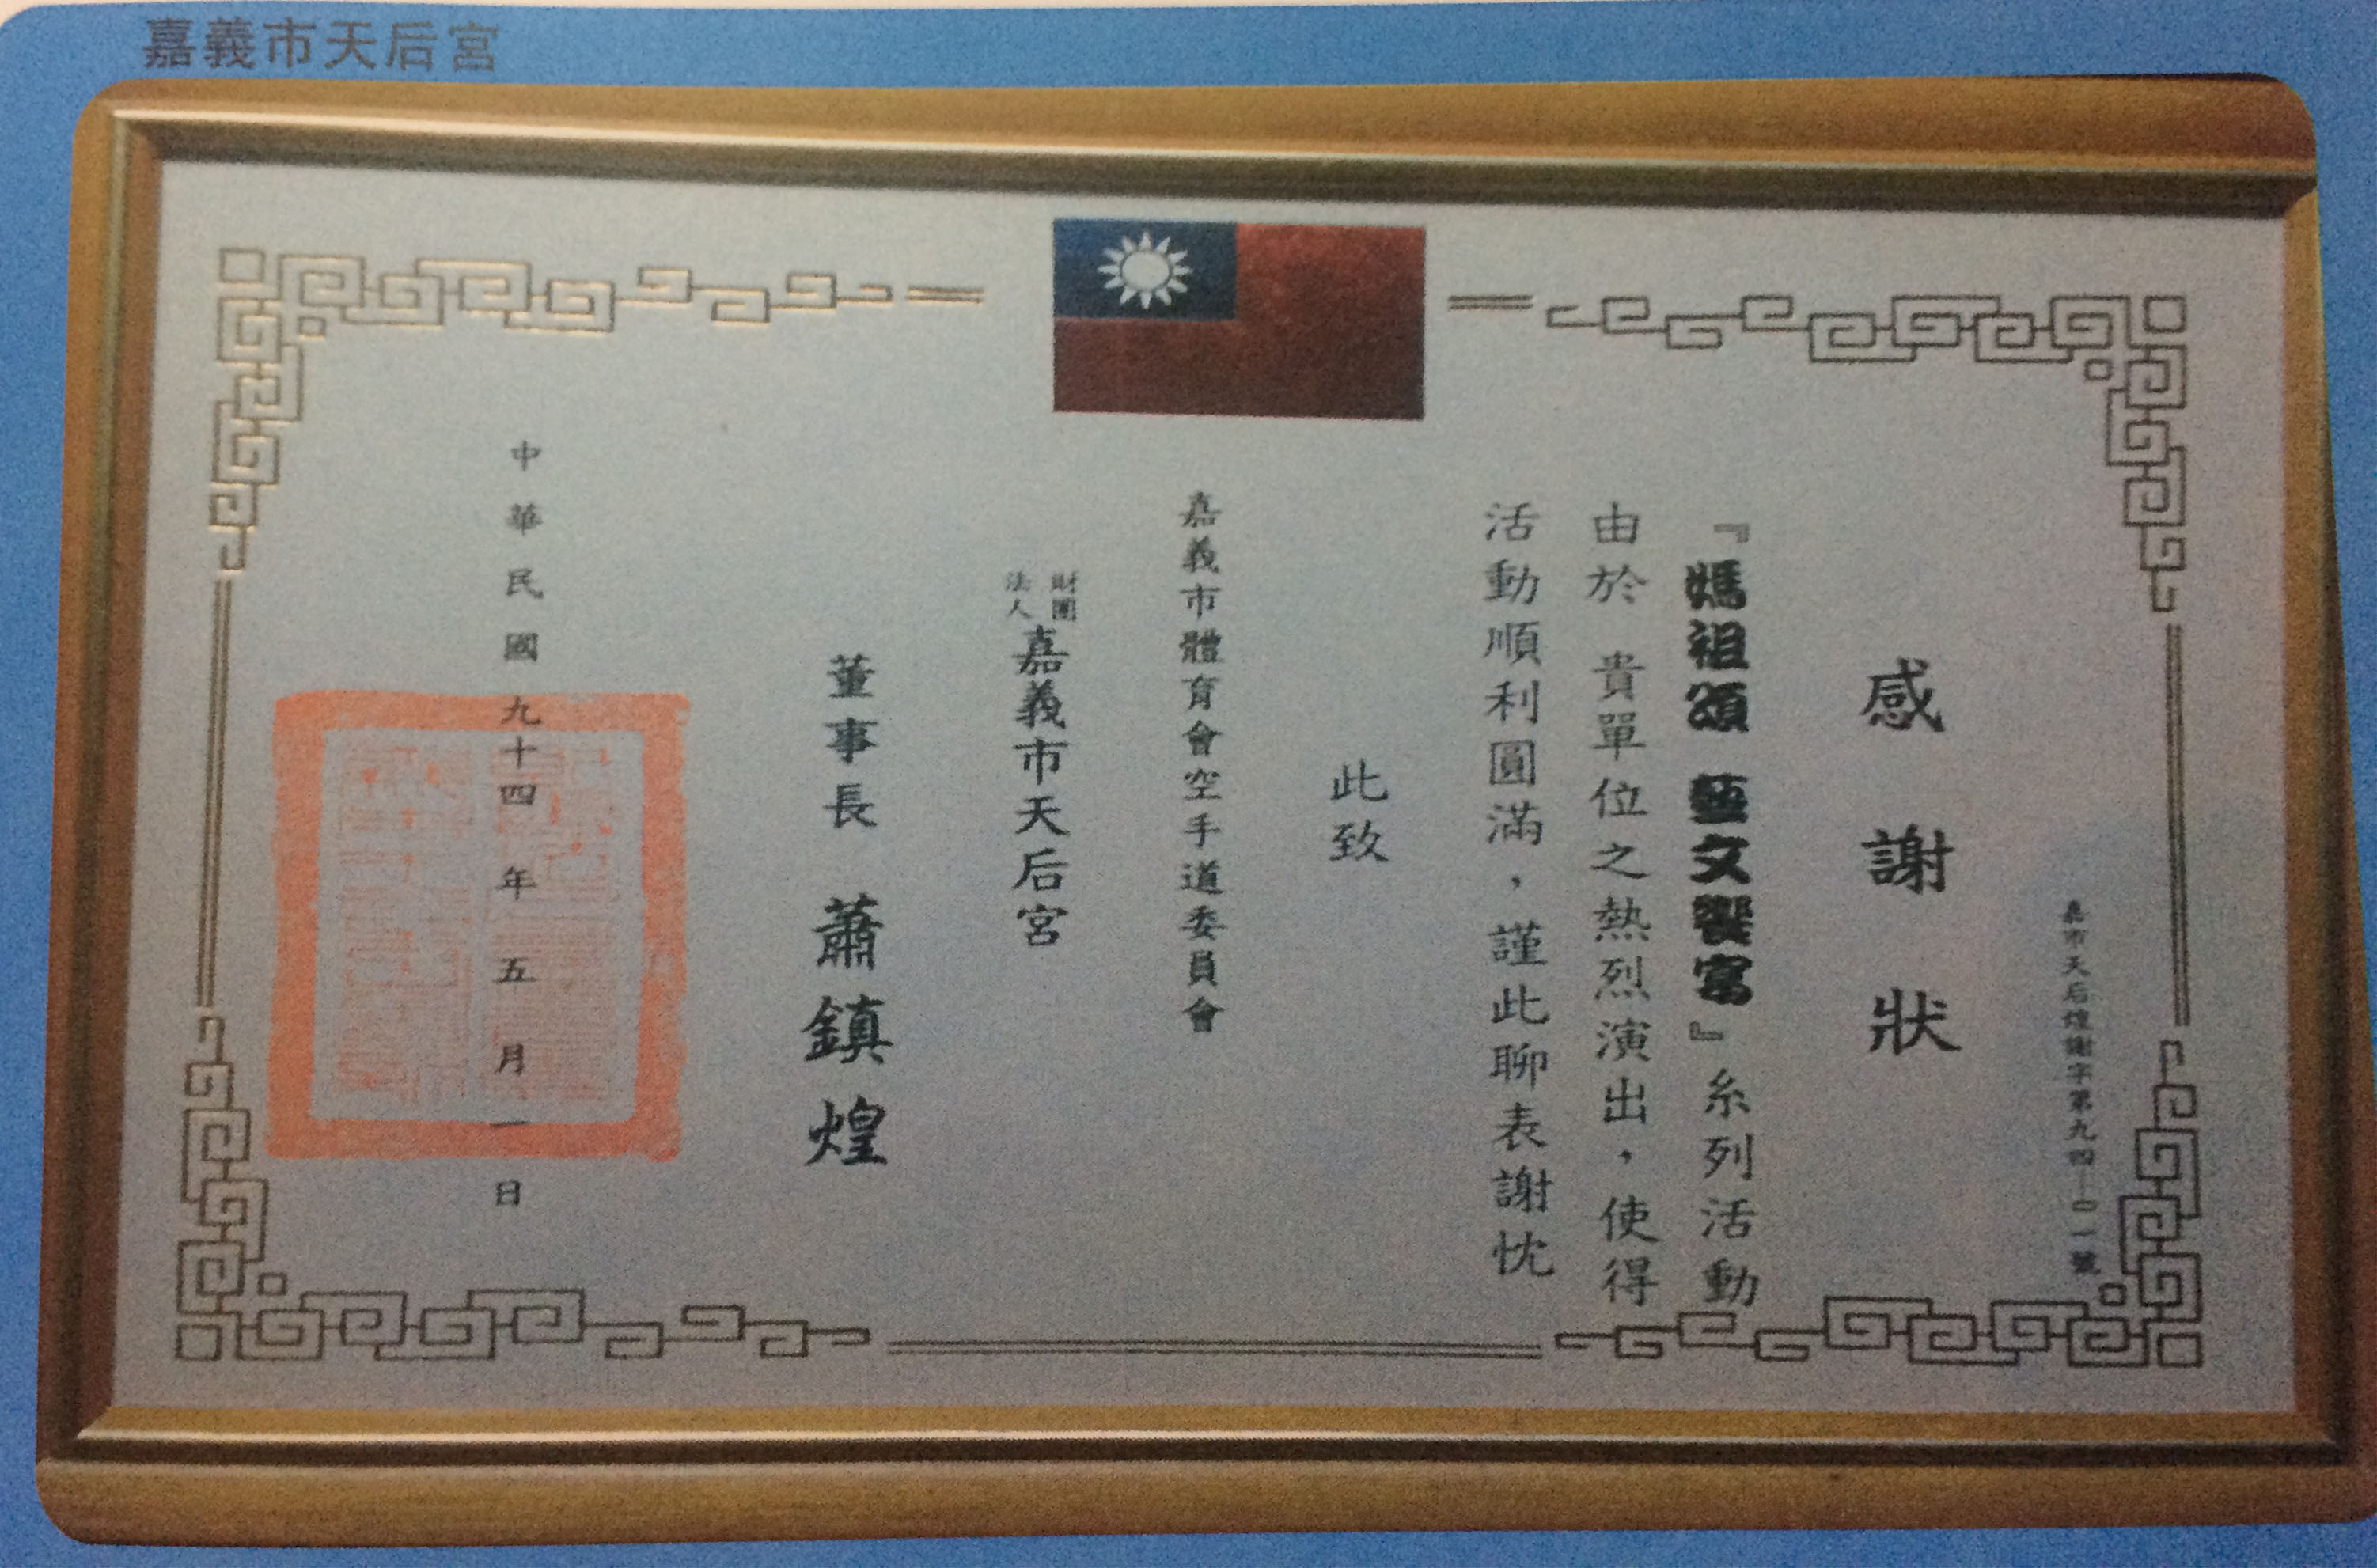 嘉義市天后宮
嘉市天后煌謝字第九四─0一一號
感謝狀
『媽祖頌 藝文饗宴』系列活動
由於 貴單位之熱烈演出，使得
活動順利圓滿，謹此聊表謝忱
此致
嘉義市體育會空手道委員會
財團法人嘉義市天后宮
董事長 蕭鎮煌
中華民國九十四年五月一日